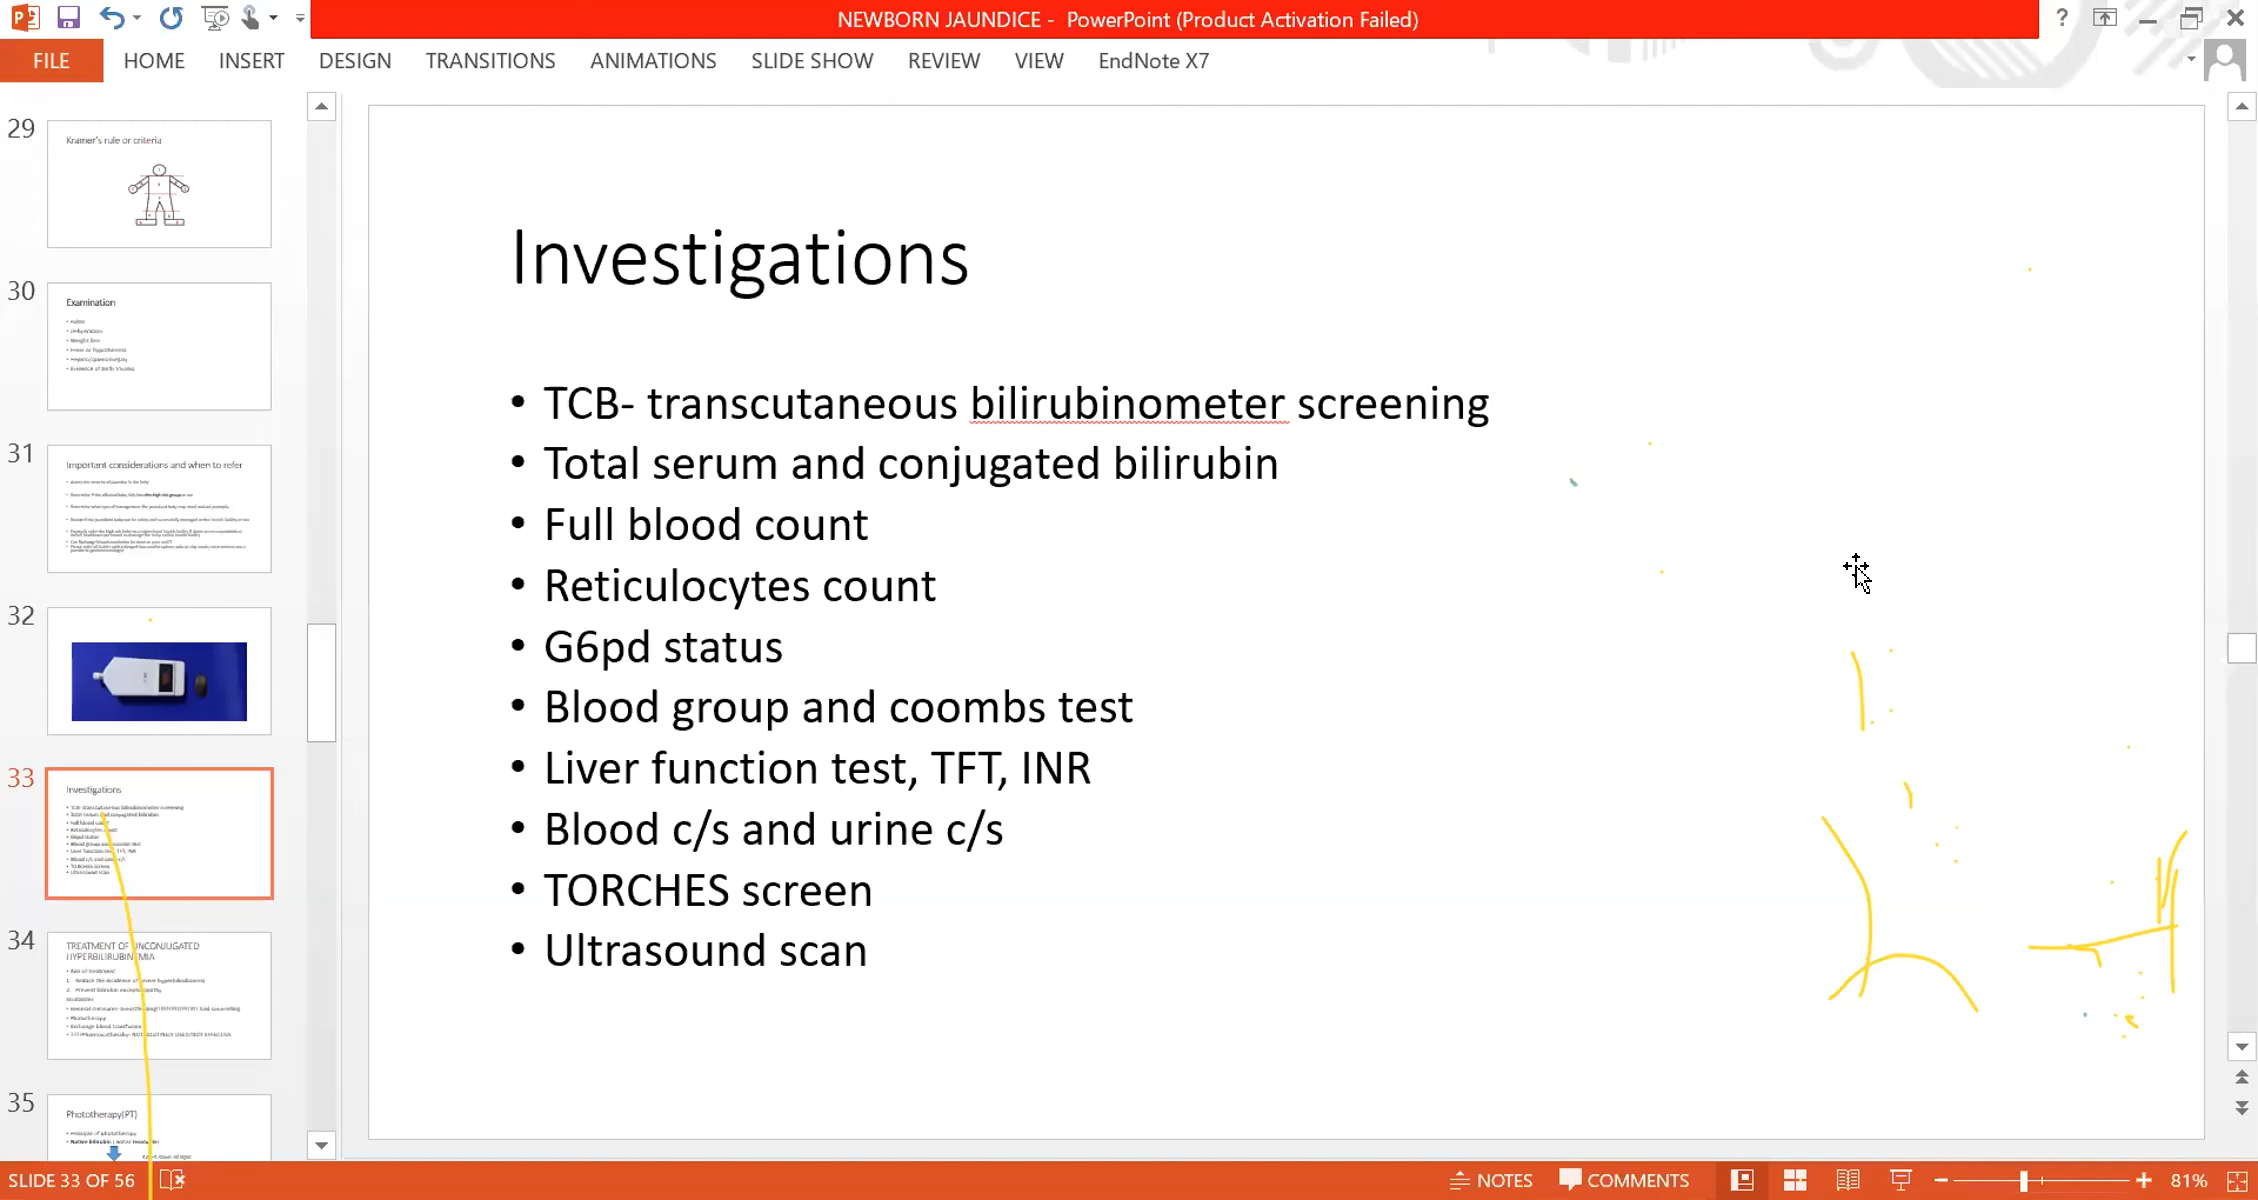 NEWBORN JAUNDICE - PowerPoint (Product Activation Failed)
FILE HOME INSERT DESIGN TRANSITIONS ANIMATIONS SLIDE SHOW REVIEW VIEW EndNote X7
29
Kramer's rule or criteria
30
Examination
31
Important considerations and when to refer
32
33
Investigations
34
TREATMENT OF UNCONJUGATED
HYPERBILIRUBINEMIA
35
Phototherapy(PT)
Investigations
• TCB- transcutaneous bilirubinometer screening
• Total serum and conjugated bilirubin
• Full blood count
• Reticulocytes count
• G6pd status
• Blood group and coombs test
• Liver function test, TFT, INR
• Blood c/s and urine c/s
• TORCHES screen
• Ultrasound scan
SLIDE 33 OF 56 NOTES COMMENTS 81%